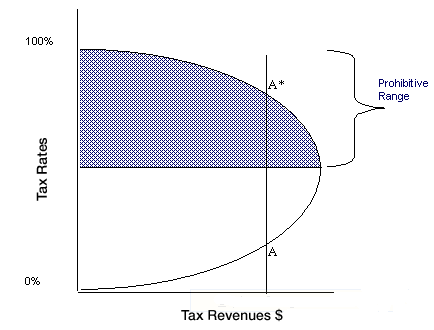 100%
A*
Prohibitive
Range
Tax Rates
A
0%
Tax Revenues $